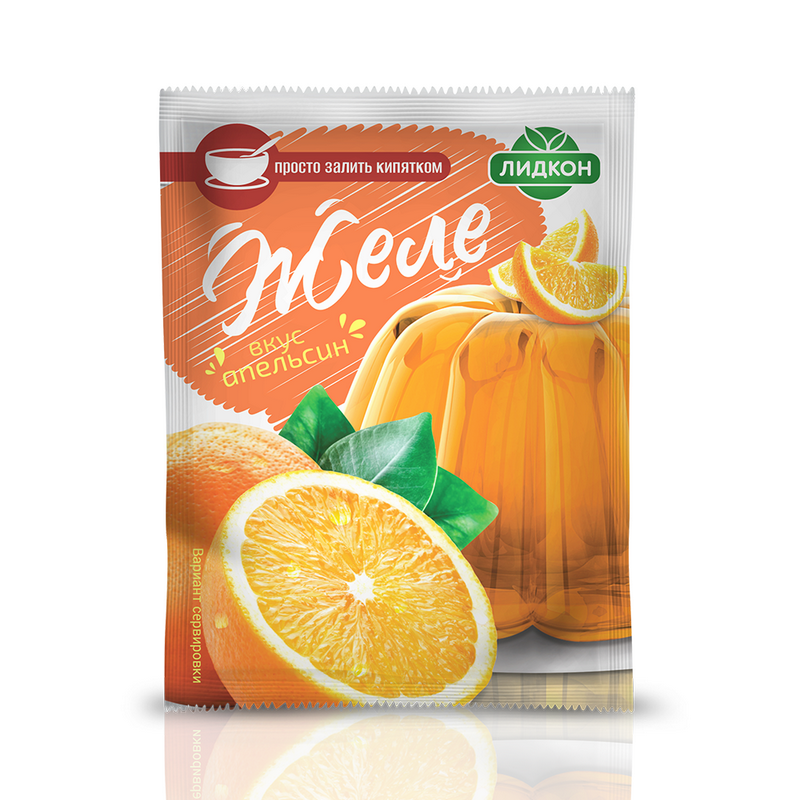 просто залить кипятком
ЛИДКОН
Желе
вкус
апельсин
Вариант сервировки